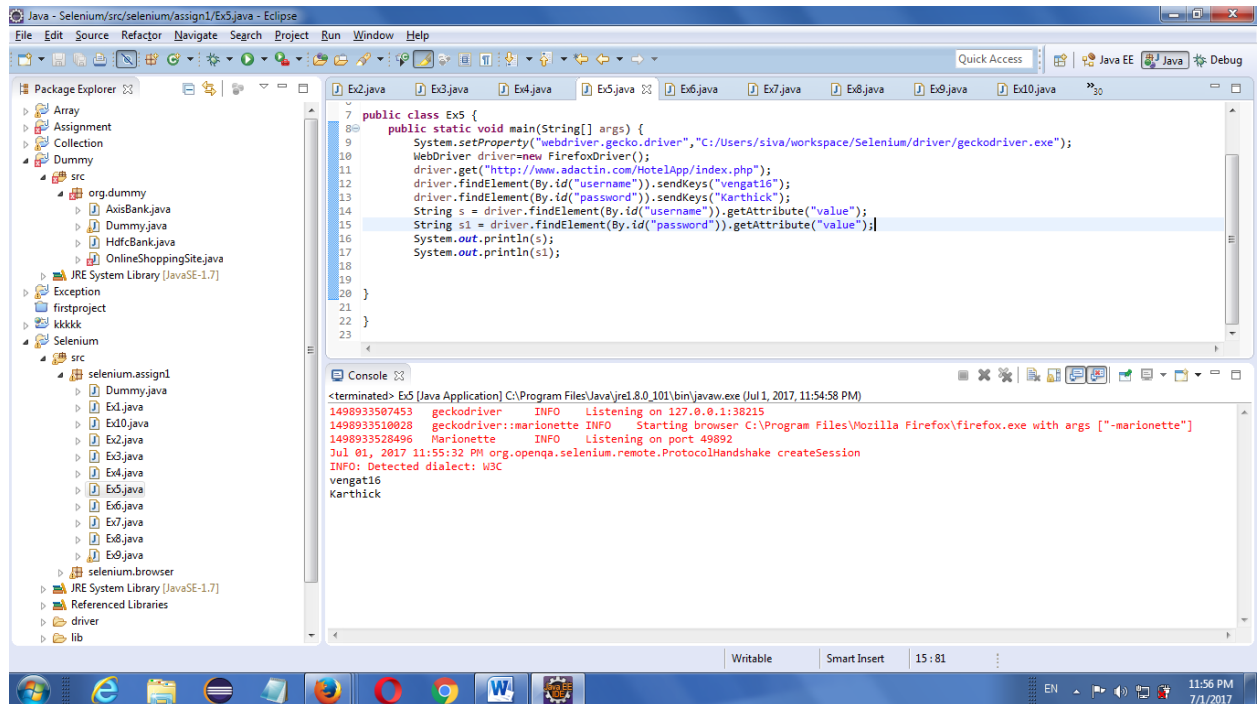 Java - Selenium/src/selenium/assign1/Ex5.java - Eclipse
File Edit Source Refactor Navigate Search Project Run Window Help
Quick Access Java EE Java Debug
Package Explorer
Array
Assignment
Collection
Dummy
src
org.dummy
AxisBank.java
Dummy.java
HdfcBank.java
OnlineShoppingSite.java
JRE System Library [JavaSE-1.7]
Exception
firstproject
kkkkk
Selenium
src
selenium.assign1
Dummy.java
Ex1.java
Ex10.java
Ex2.java
Ex3.java
Ex4.java
Ex5.java
Ex6.java
Ex7.java
Ex8.java
Ex9.java
selenium.browser
JRE System Library [JavaSE-1.7]
Referenced Libraries
driver
lib
Ex2.java Ex3.java Ex4.java Ex5.java Ex6.java Ex7.java Ex8.java Ex9.java Ex10.java »30
7 public class Ex5 {
8 public static void main(String[] args) {
9 System.setProperty("webdriver.gecko.driver","C:/Users/siva/workspace/Selenium/driver/geckodriver.exe");
10 WebDriver driver=new FirefoxDriver();
11 driver.get("http://www.adactin.com/HotelApp/index.php");
12 driver.findElement(By.id("username")).sendKeys("vengat16");
13 driver.findElement(By.id("password")).sendKeys("Karthick");
14 String s = driver.findElement(By.id("username")).getAttribute("value");
15 String s1 = driver.findElement(By.id("password")).getAttribute("value");
16 System.out.println(s);
17 System.out.println(s1);
18
19
20 }
21
22 }
23
Console
<terminated> Ex5 [Java Application] C:\Program Files\Java\jre1.8.0_101\bin\javaw.exe (Jul 1, 2017, 11:54:58 PM)
1498933507453 geckodriver INFO Listening on 127.0.0.1:38215
1498933510028 geckodriver::marionette INFO Starting browser C:\Program Files\Mozilla Firefox\firefox.exe with args ["-marionette"]
1498933528496 Marionette INFO Listening on port 49892
Jul 01, 2017 11:55:32 PM org.openqa.selenium.remote.ProtocolHandshake createSession
INFO: Detected dialect: W3C
vengat16
Karthick
Writable Smart Insert 15 : 81
EN 11:56 PM
7/1/2017